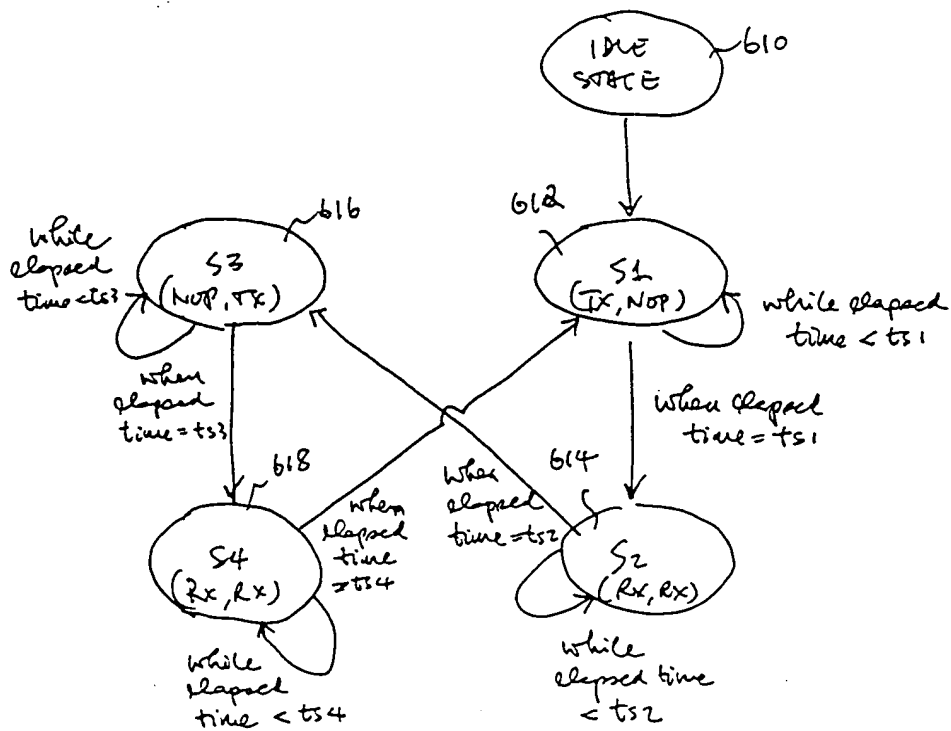 610
IDLE
STATE
616
612
while
elapsed
time < ts3
S3
(NOP, TX)
S1
(TX, NOP)
while elapsed
time < ts1
when
elapsed
time = ts3
when elapsed
time = ts1
618
614
when
elapsed
time
= ts4
when
elapsed
time = ts2
S4
(RX, RX)
S2
(RX, RX)
while
elapsed
time < ts4
while
elapsed time
< ts2